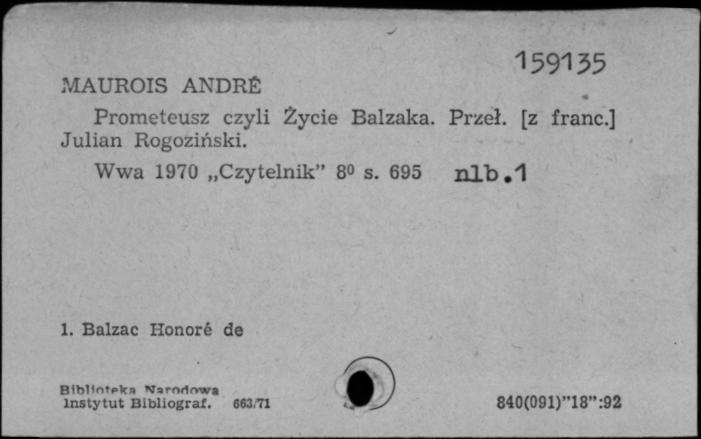 159135
MAUROIS ANDRÉ
Prometeusz czyli Życie Balzaka. Przeł. [z franc.]
Julian Rogoziński.
Wwa 1970 „Czytelnik” 8⁰ s. 695 nlb.1
1. Balzac Honoré de
Biblioteka Narodowa
Instytut Bibliograf. 663/71
840(091)”18”:92